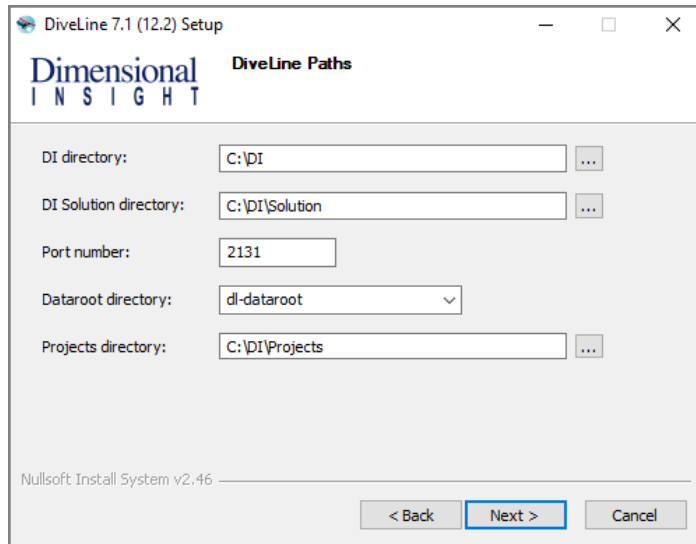 DiveLine 7.1 (12.2) Setup
Dimensional
INSIGHT
DiveLine Paths
DI directory: C:\DI ...
DI Solution directory: C:\DI\Solution ...
Port number: 2131
Dataroot directory: dl-dataroot
Projects directory: C:\DI\Projects ...
Nullsoft Install System v2.46
< Back Next > Cancel